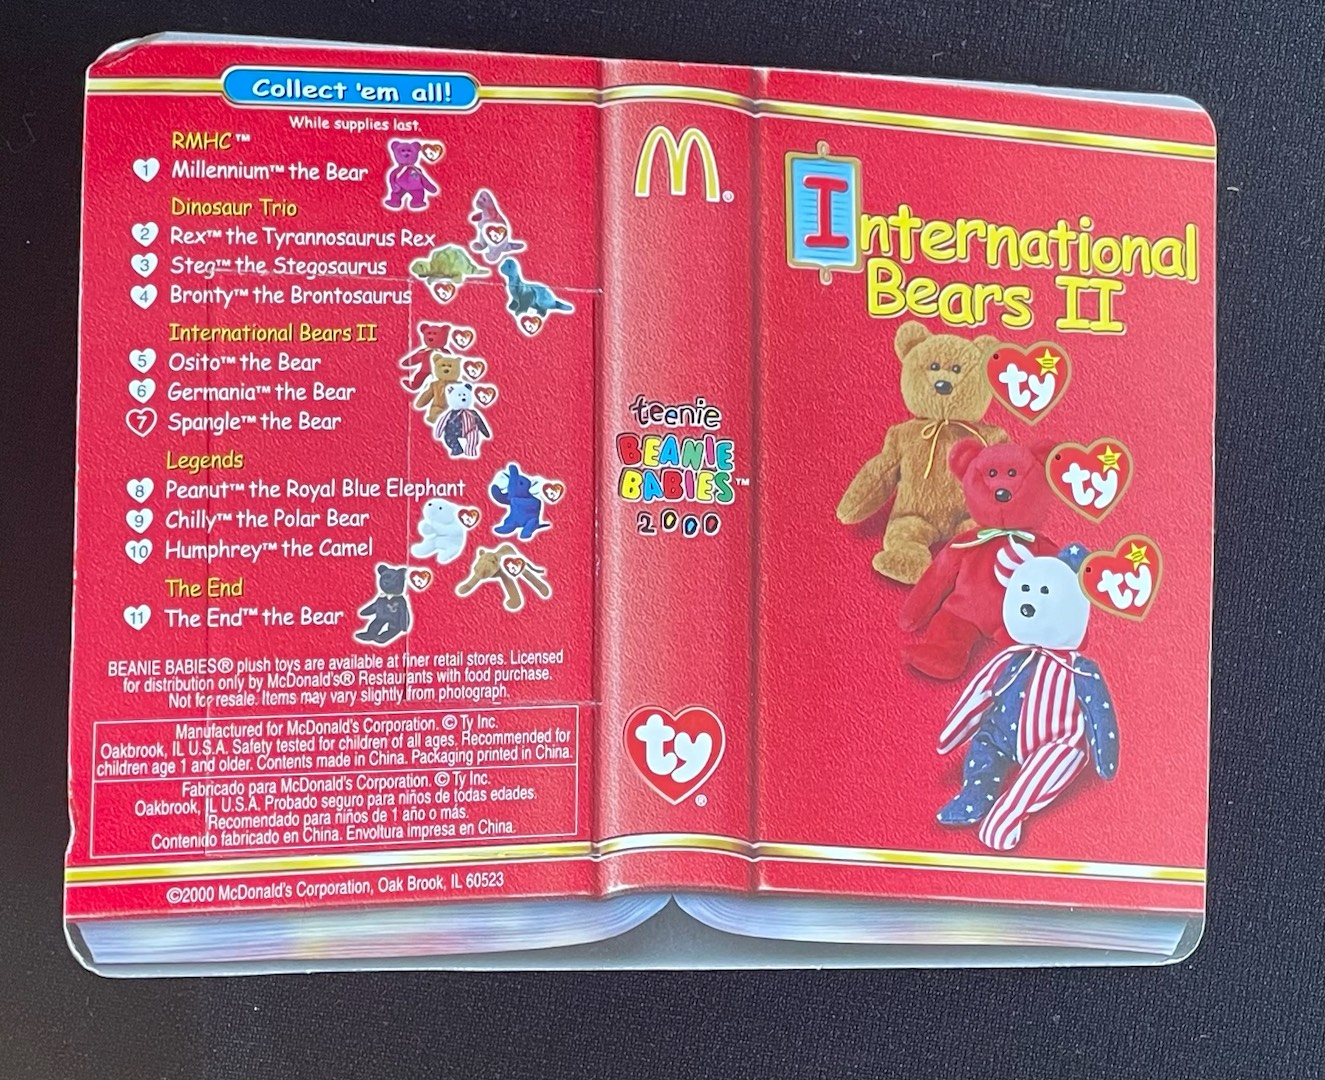 Collect 'em all!
While supplies last.
RMHC™
1 Millennium™ the Bear
Dinosaur Trio
2 Rex™ the Tyrannosaurus Rex
3 Steg™ the Stegosaurus
4 Bronty™ the Brontosaurus
International Bears II
5 Osito™ the Bear
6 Germania™ the Bear
7 Spangle™ the Bear
Legends
8 Peanut™ the Royal Blue Elephant
9 Chilly™ the Polar Bear
10 Humphrey™ the Camel
The End
11 The End™ the Bear
BEANIE BABIES® plush toys are available at finer retail stores. Licensed
for distribution only by McDonald's® Restaurants with food purchase.
Not for resale. Items may vary slightly from photograph.
Manufactured for McDonald's Corporation. © Ty Inc.
Oakbrook, IL U.S.A. Safety tested for children of all ages. Recommended for
children age 1 and older. Contents made in China. Packaging printed in China.
Fabricado para McDonald's Corporation. © Ty Inc.
Oakbrook, IL U.S.A. Probado seguro para niños de todas edades.
Recomendado para niños de 1 año o más.
Contenido fabricado en China. Envoltura impresa en China.
©2000 McDonald's Corporation, Oak Brook, IL 60523
M®
teenie
BEANIE
BABIES™
2000
ty®
International
Bears II
ty
ty
ty